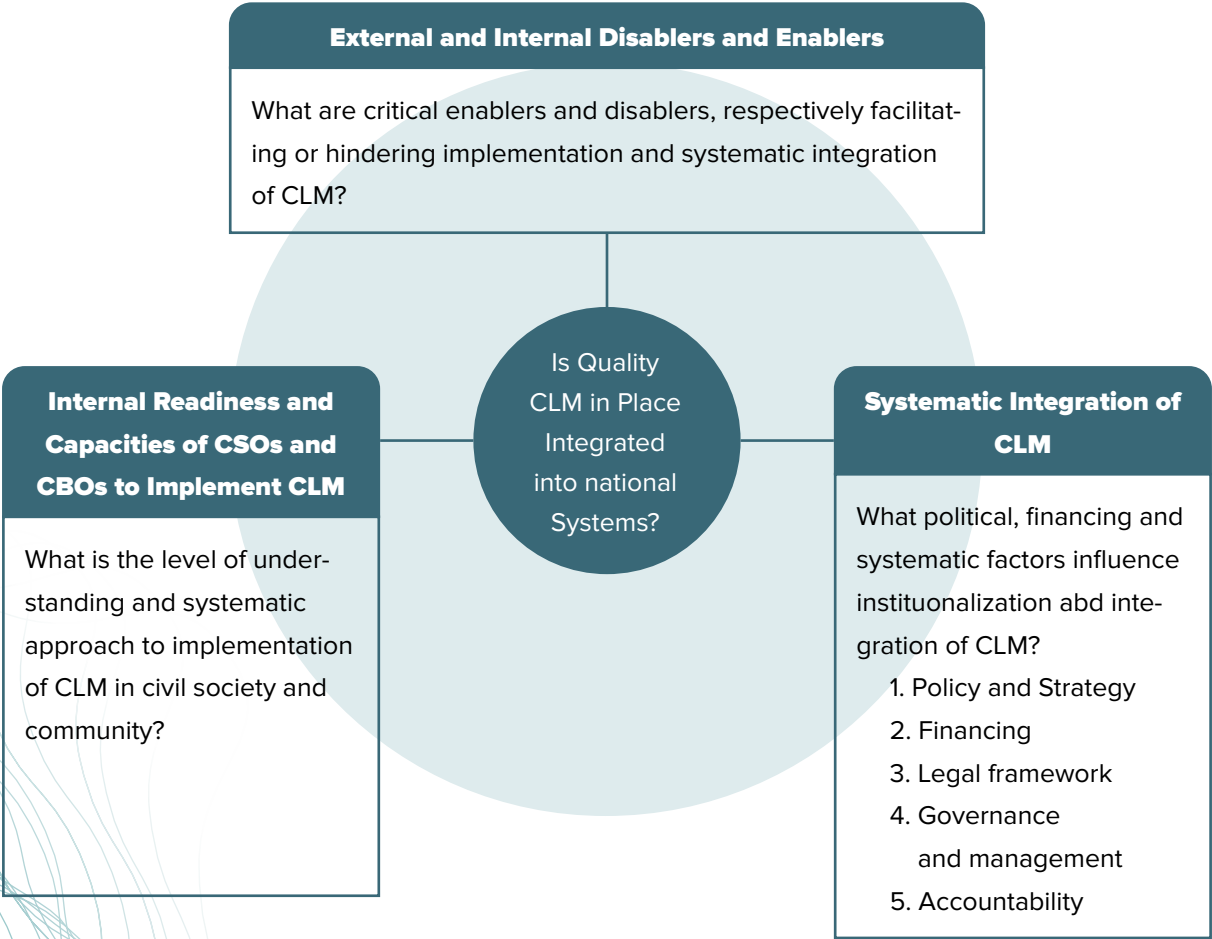 External and Internal Disablers and Enablers
What are critical enablers and disablers, respectively facilitat-
ing or hindering implementation and systematic integration
of CLM?
Is Quality
CLM in Place
Integrated
into national
Systems?
Internal Readiness and
Capacities of CSOs and
CBOs to Implement CLM
What is the level of under-
standing and systematic
approach to implementation
of CLM in civil society and
community?
Systematic Integration of
CLM
What political, financing and
systematic factors influence
instituonalization abd inte-
gration of CLM?
1. Policy and Strategy
2. Financing
3. Legal framework
4. Governance
and management
5. Accountability